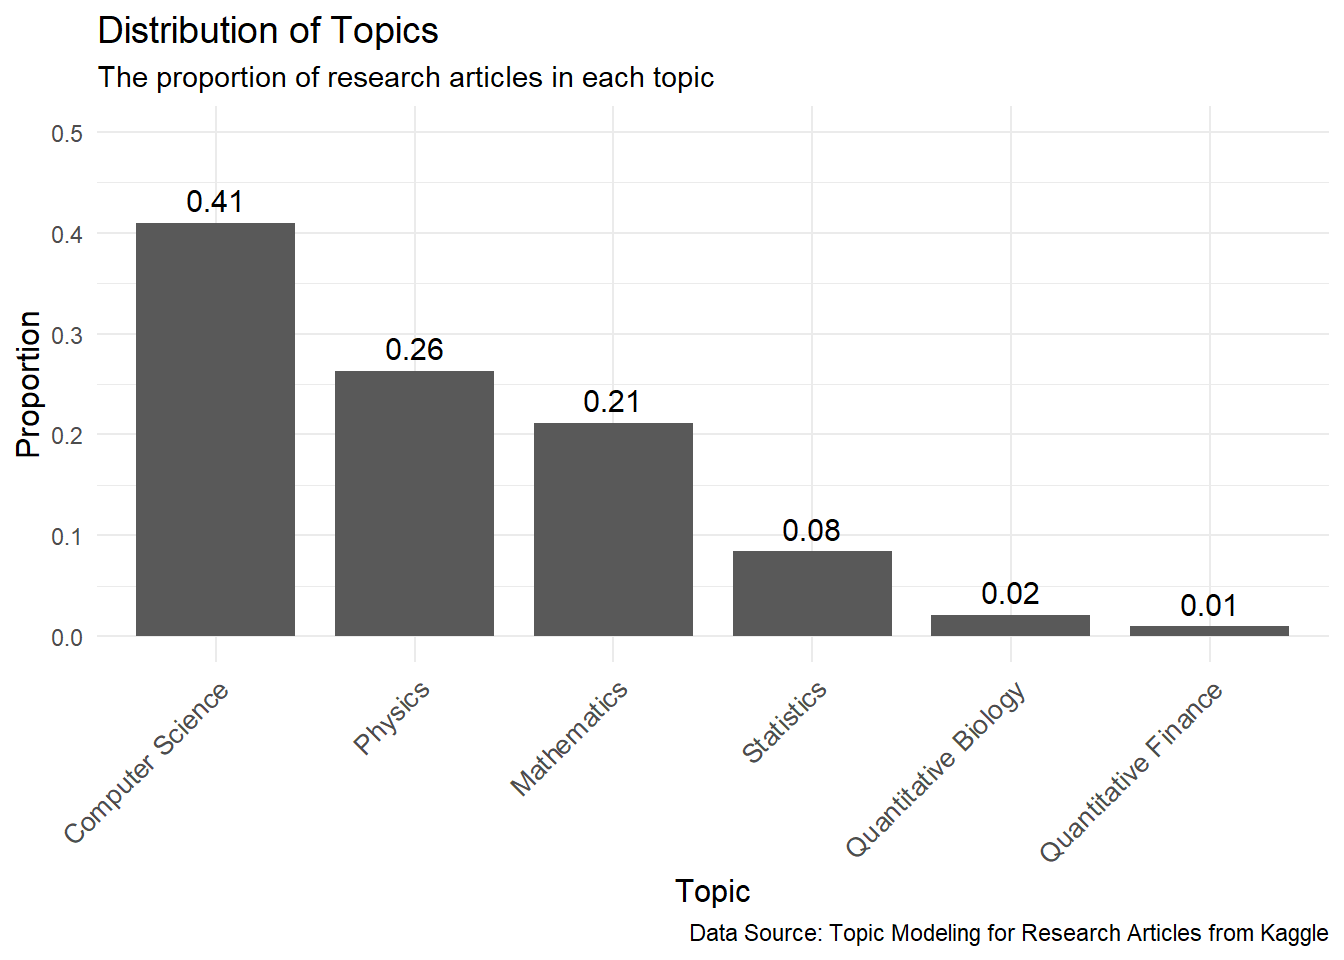 Distribution of Topics
The proportion of research articles in each topic
0.5
0.4
0.3
0.2
0.1
0.0
Proportion
0.41
0.26
0.21
0.08
0.02
0.01
Computer Science
Physics
Mathematics
Statistics
Quantitative Biology
Quantitative Finance
Topic
Data Source: Topic Modeling for Research Articles from Kaggle